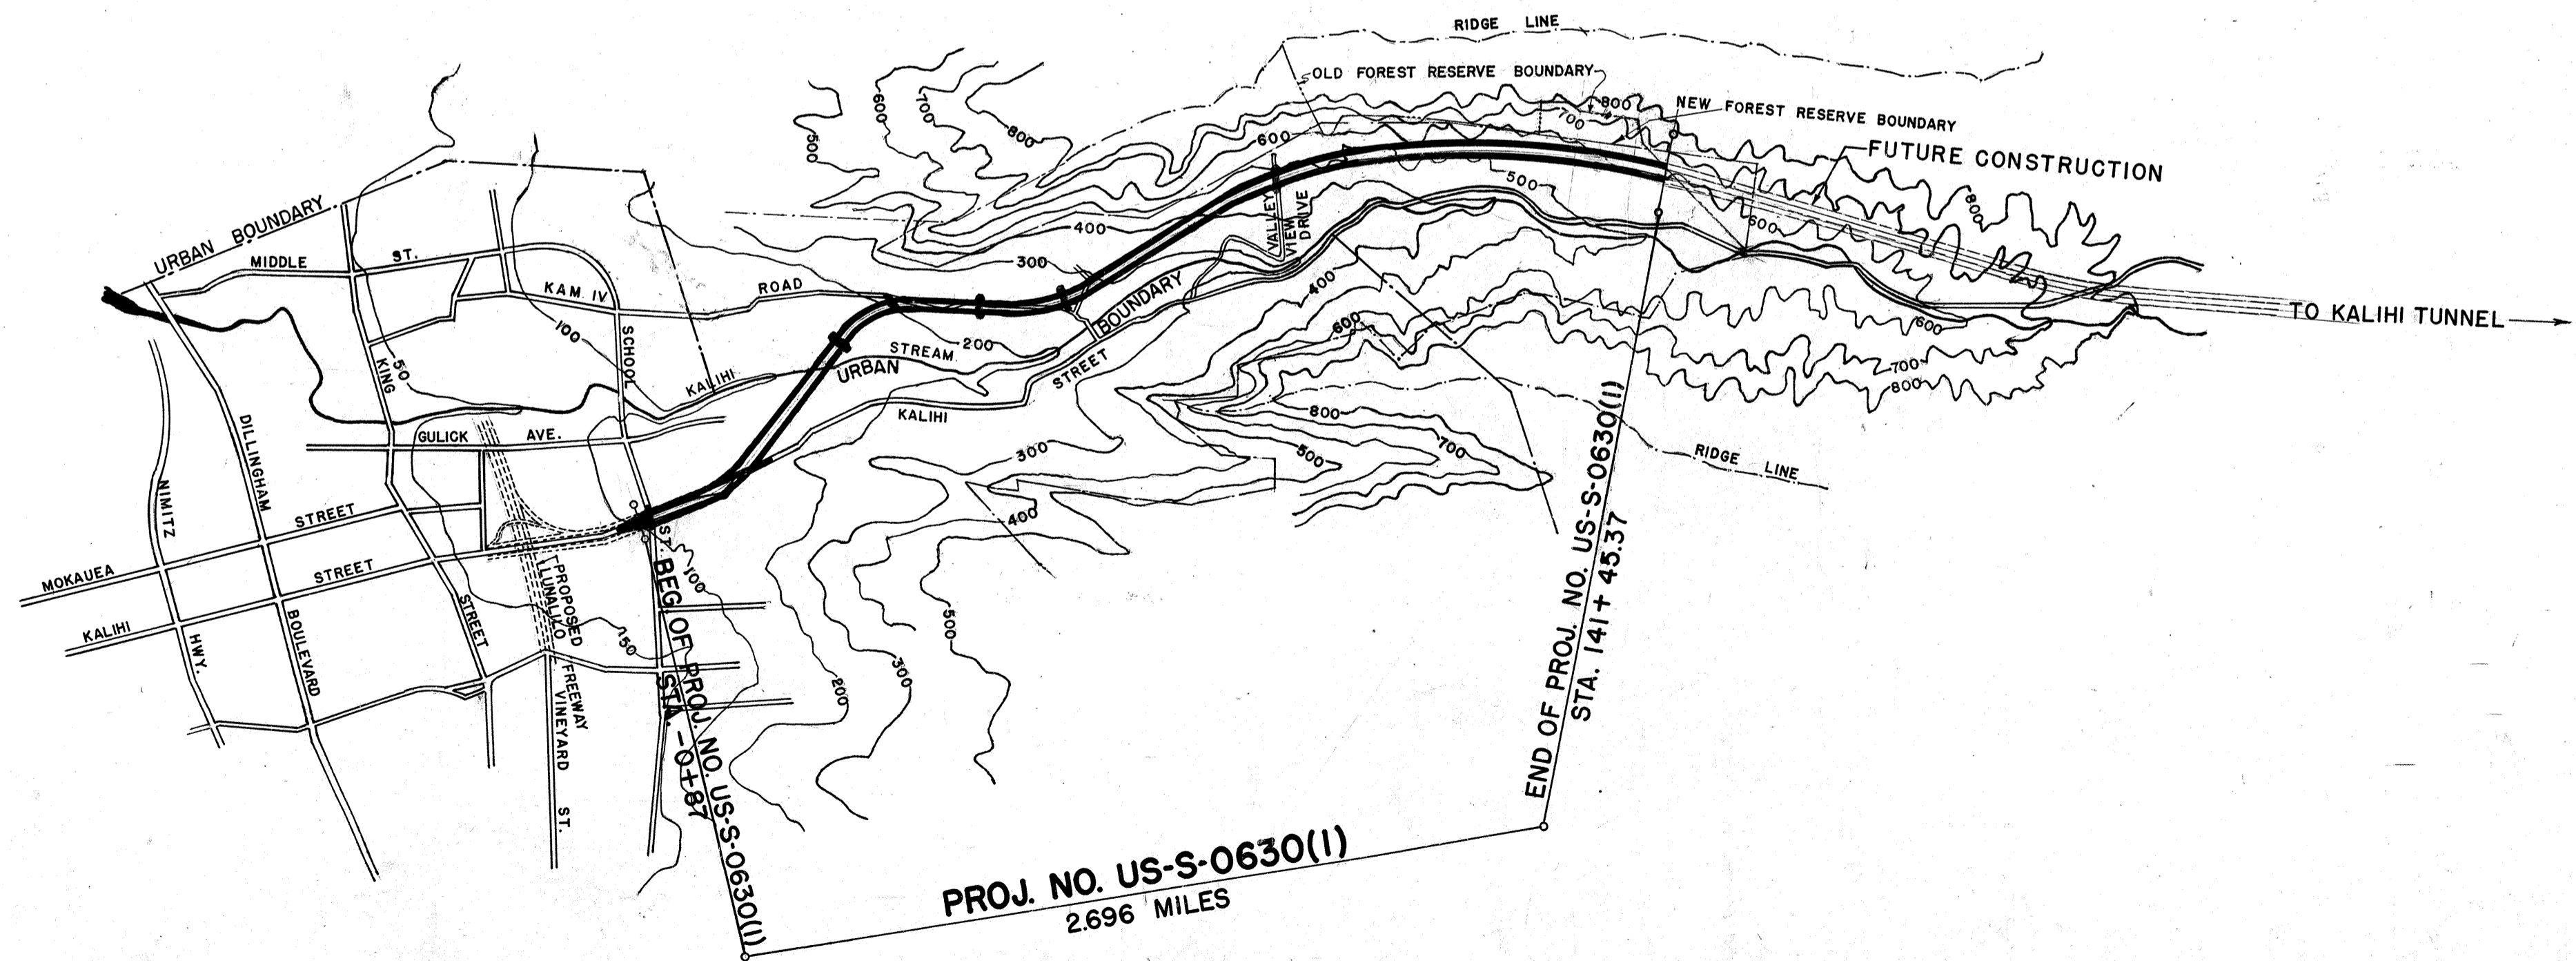 RIDGE LINE
OLD FOREST RESERVE BOUNDARY
NEW FOREST RESERVE BOUNDARY
FUTURE CONSTRUCTION
TO KALIHI TUNNEL
500
600
700
800
600
800
700
800
500
600
400
300
VALLEY
VIEW
DRIVE
URBAN BOUNDARY
MIDDLE ST.
KAM. IV ROAD
100
SCHOOL
KING
50
KALIHI STREAM
200
URBAN BOUNDARY
KALIHI STREET
400
600
600
700
800
800
700
500
RIDGE LINE
GULICK AVE.
300
400
DILLINGHAM
NIMITZ
MOKAUEA STREET
KALIHI STREET
HWY.
BOULEVARD
STREET
PROPOSED
LUNALILO
FREEWAY
VINEYARD ST.
50
ST.
100
200
300
500
BEG. OF PROJ. NO. US-S-0630(1)
STA. -0+87
END OF PROJ. NO. US-S-0630(1)
STA. 141+45.37
PROJ. NO. US-S-0630(1)
2.696 MILES